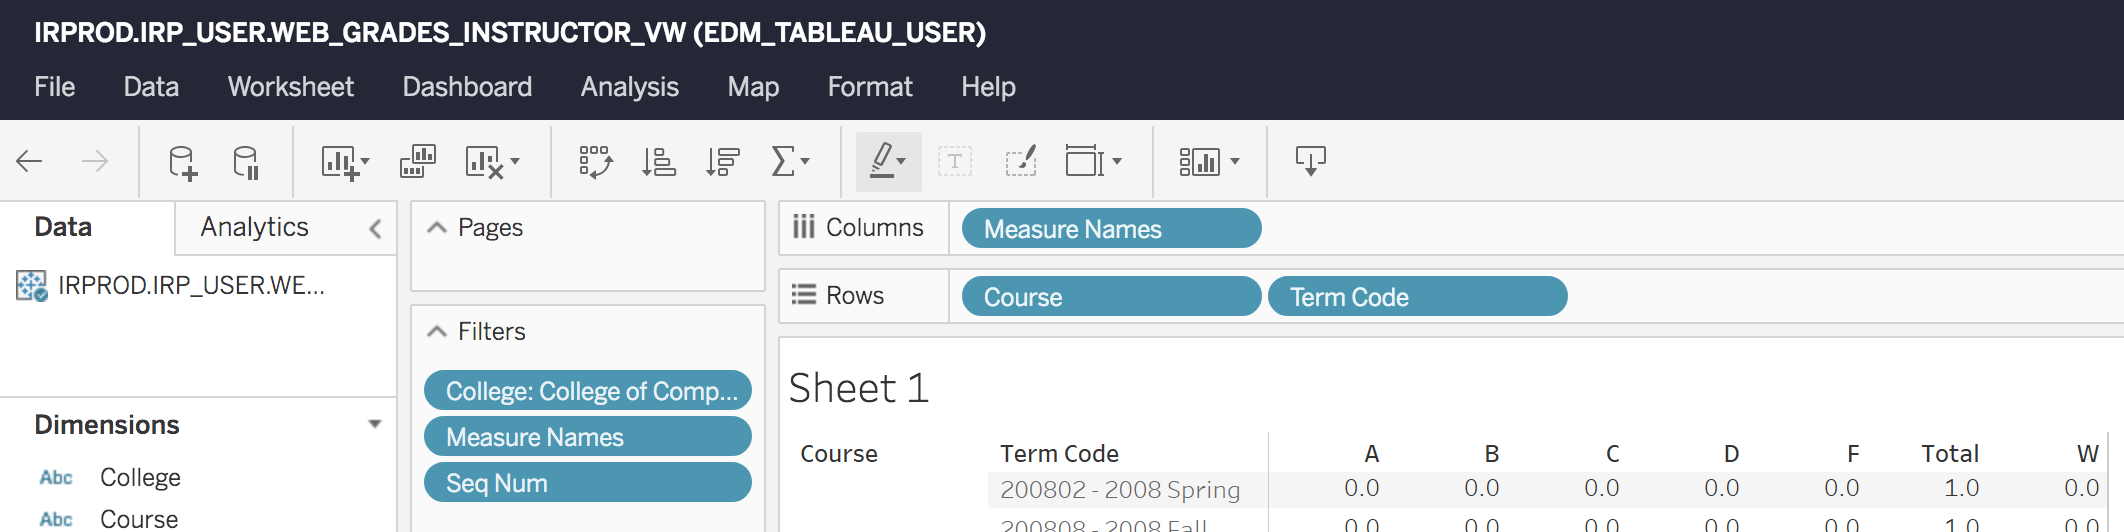 IRPROD.IRP_USER.WEB_GRADES_INSTRUCTOR_VW (EDM_TABLEAU_USER)
File Data Worksheet Dashboard Analysis Map Format Help
T
Data Analytics
IRPROD.IRP_USER.WE...
Dimensions
Abc College
Abc Course
Pages
Filters
College: College of Comp...
Measure Names
Seq Num
Columns Measure Names
Rows Course Term Code
Sheet 1
Course Term Code A B C D F Total W
200802 - 2008 Spring 0.0 0.0 0.0 0.0 0.0 1.0 0.0
200808 - 2008 Fall 0.0 0.0 0.0 0.0 0.0 1.0 0.0